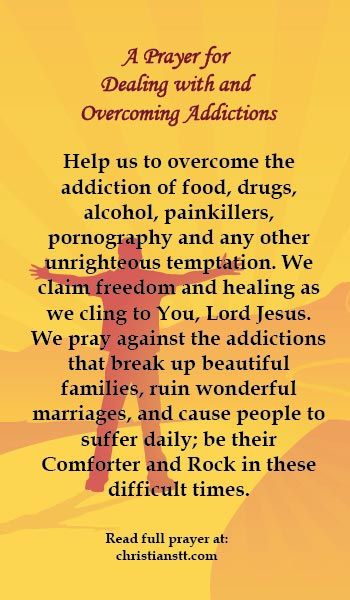 A Prayer for
Dealing with and
Overcoming Addictions
Help us to overcome the
addiction of food, drugs,
alcohol, painkillers,
pornography and any other
unrighteous temptation. We
claim freedom and healing as
we cling to You, Lord Jesus.
We pray against the addictions
that break up beautiful
families, ruin wonderful
marriages, and cause people to
suffer daily; be their
Comforter and Rock in these
difficult times.
Read full prayer at:
christianstt.com